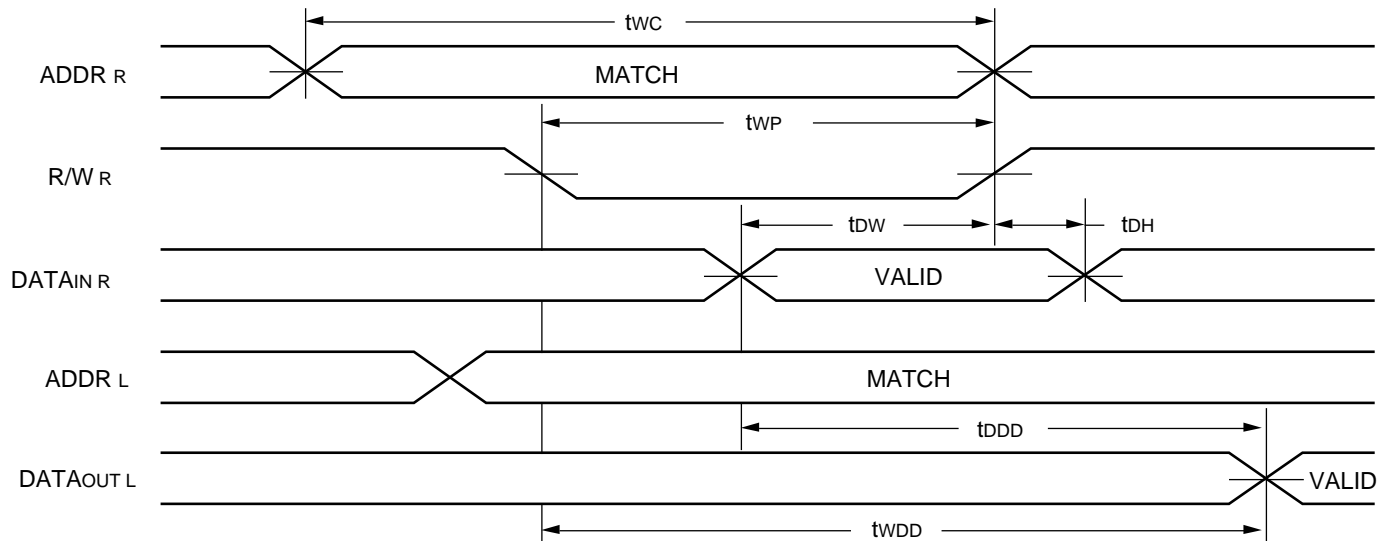 tWC
ADDR R
MATCH
tWP
R/W R
tDW
tDH
DATAIN R
VALID
ADDR L
MATCH
tDDD
DATAOUT L
VALID
tWDD